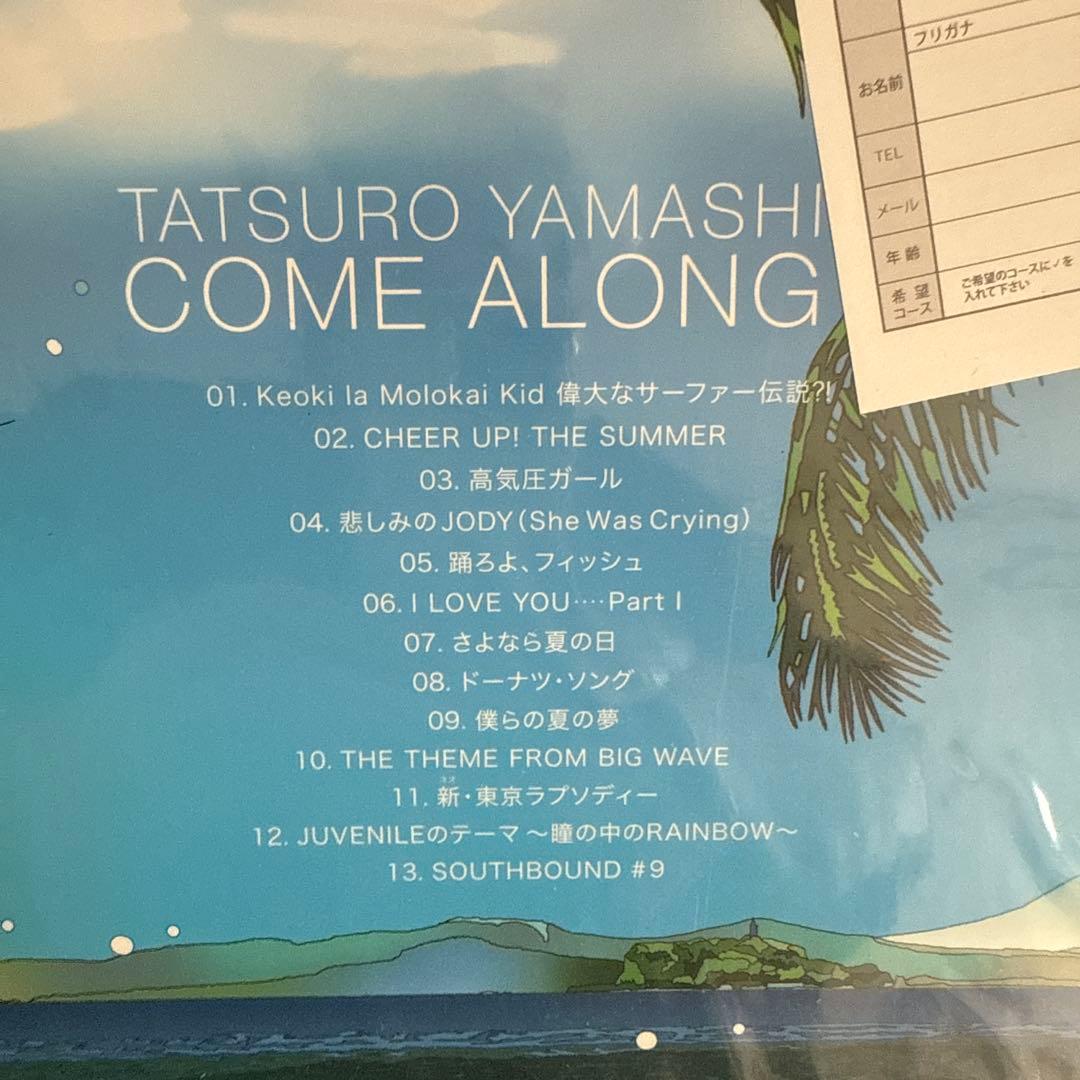 TATSURO YAMASHI
COME ALONG
01. Keoki la Molokai Kid 偉大なサーファー伝説?!
02. CHEER UP! THE SUMMER
03. 高気圧ガール
04. 悲しみのJODY(She Was Crying)
05. 踊ろよ、フィッシュ
06. I LOVE YOU‥‥Part I
07. さよなら夏の日
08. ドーナツ・ソング
09. 僕らの夏の夢
10. THE THEME FROM BIG WAVE
ネオ
11. 新・東京ラプソディー
12. JUVENILEのテーマ ～瞳の中のRAINBOW～
13. SOUTHBOUND #9
フリガナ
お名前
TEL
メール
年齢
希望
コース
ご希望のコースに✓を
入れて下さい